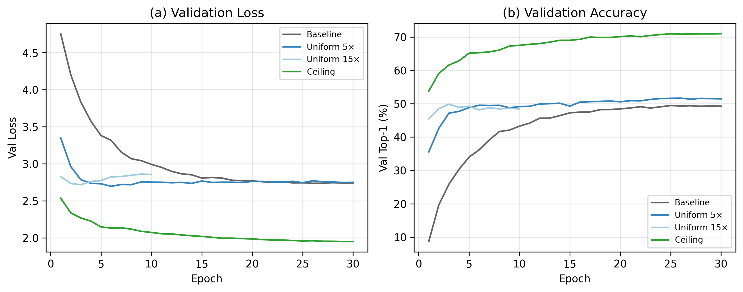 (a) Validation Loss
Val Loss
4.5
4.0
3.5
3.0
2.5
2.0
0 5 10 15 20 25 30
Epoch
Baseline
Uniform 5×
Uniform 15×
Ceiling
(b) Validation Accuracy
Val Top-1 (%)
70
60
50
40
30
20
10
0 5 10 15 20 25 30
Epoch
Baseline
Uniform 5×
Uniform 15×
Ceiling